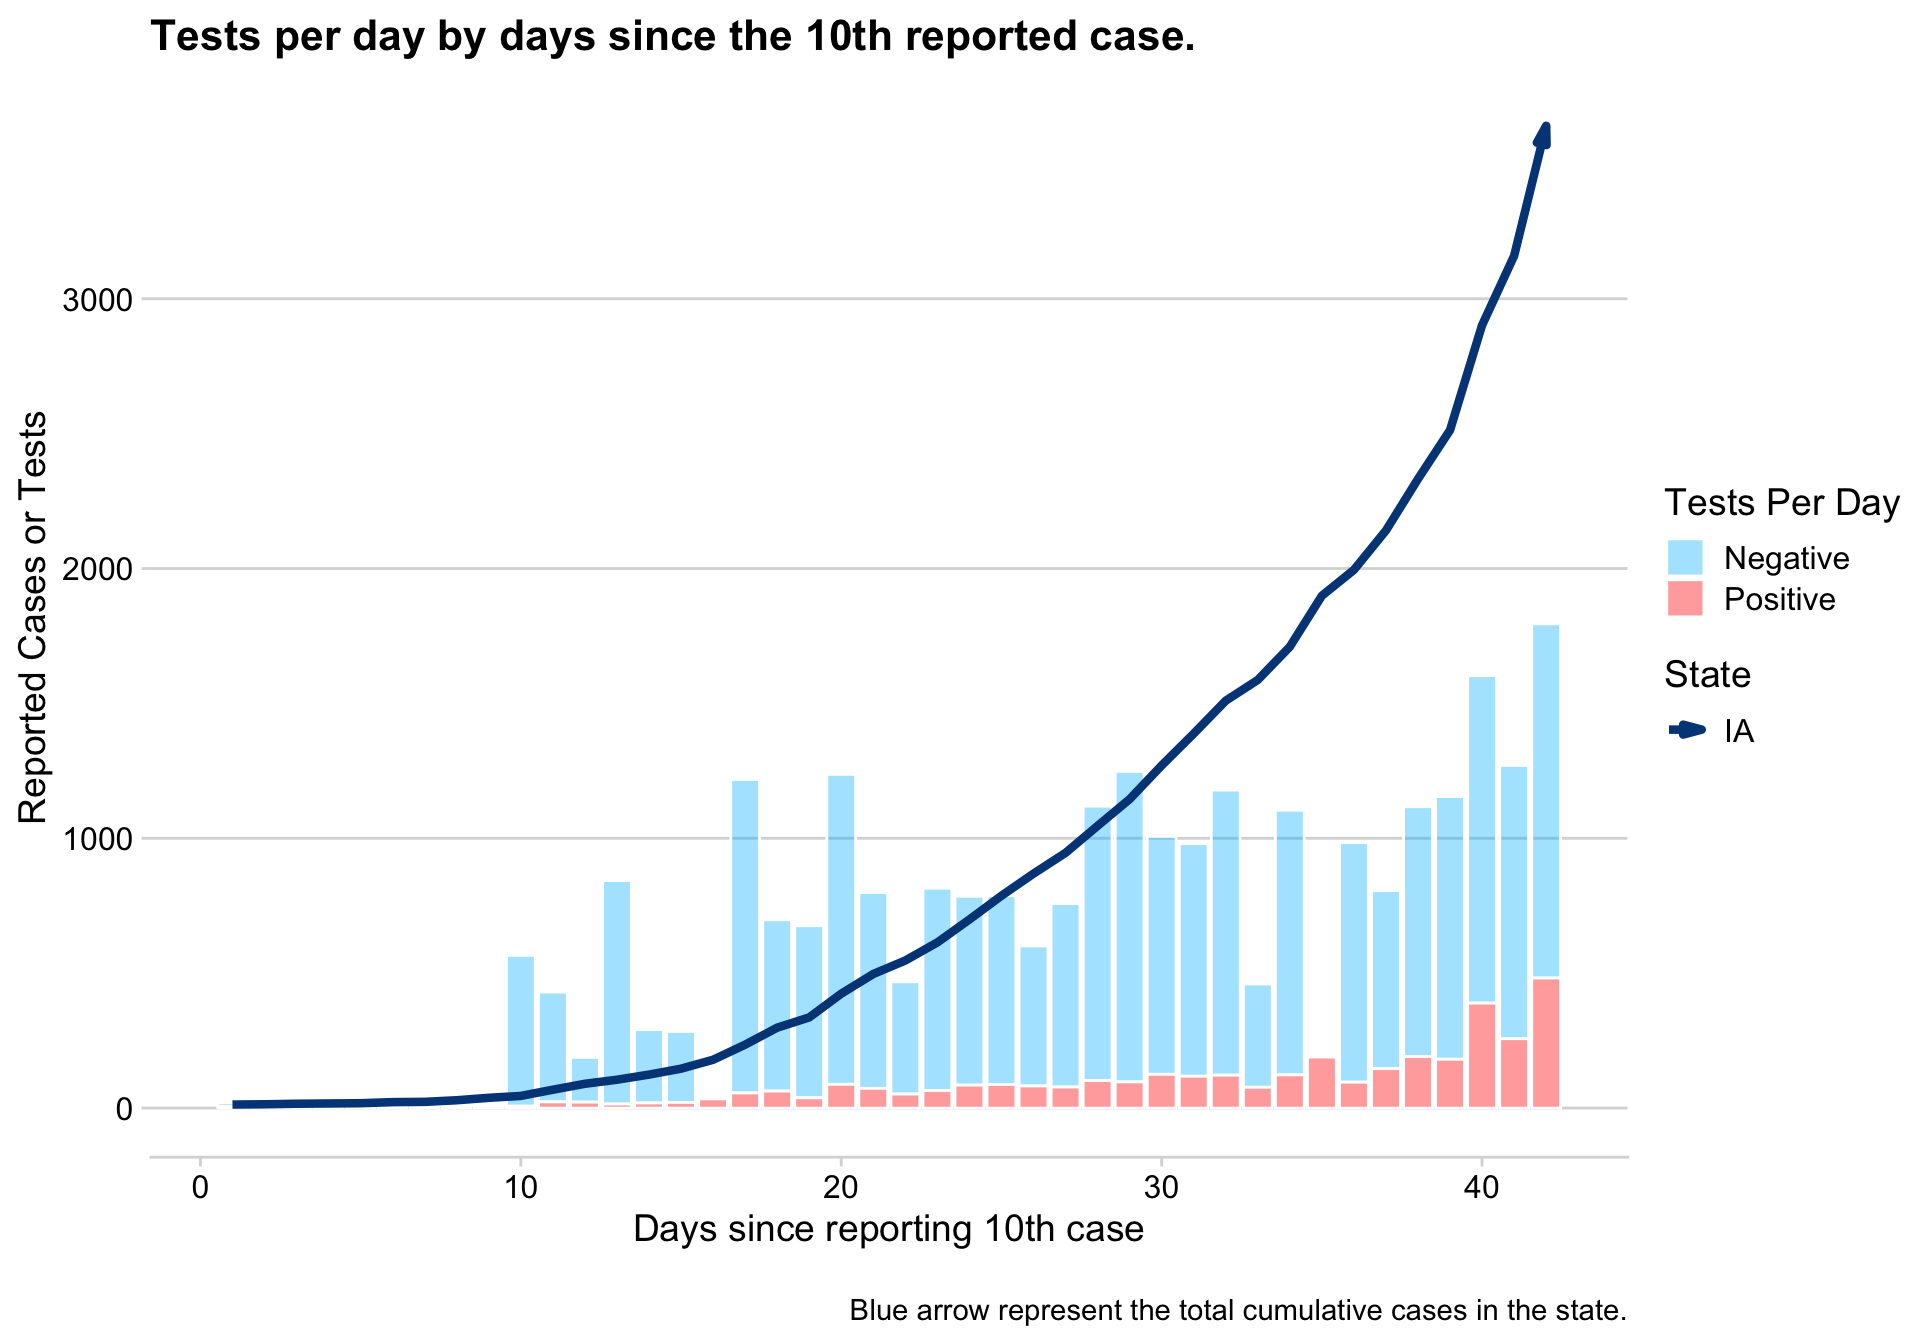 Tests per day by days since the 10th reported case.
Reported Cases or Tests
3000
2000
1000
0
0 10 20 30 40
Days since reporting 10th case
Tests Per Day
Negative
Positive
State
IA
Blue arrow represent the total cumulative cases in the state.